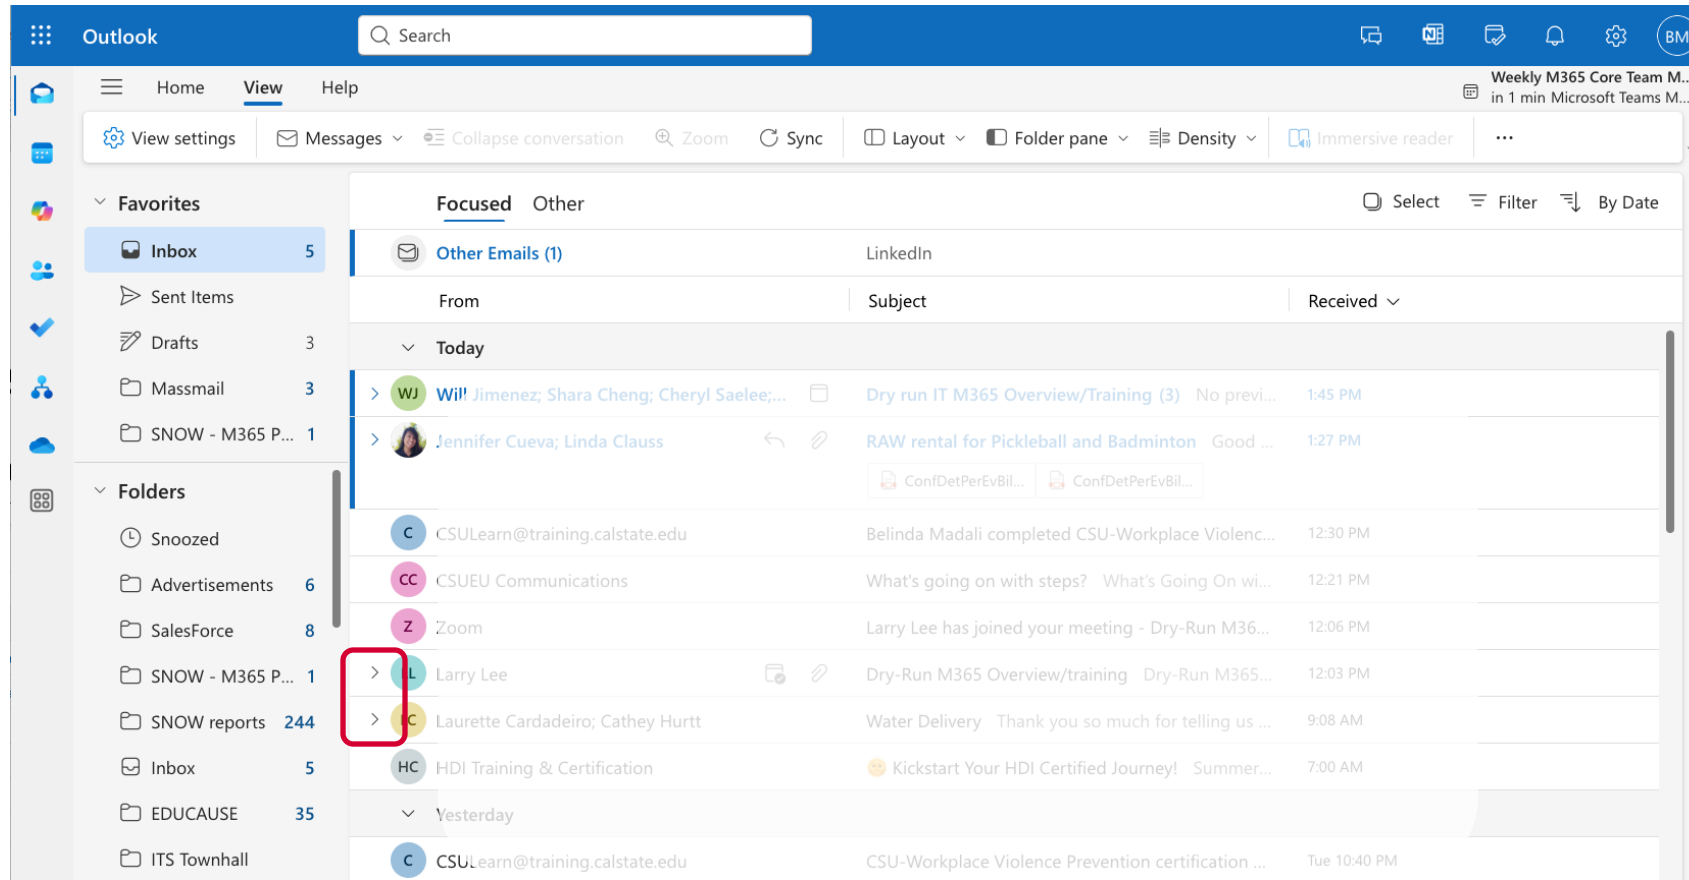 Outlook
Search
BM
Home View Help
Weekly M365 Core Team M...
in 1 min Microsoft Teams M...
View settings Messages Collapse conversation Zoom Sync Layout Folder pane Density Immersive reader ...
Favorites
Inbox 5
Sent Items
Drafts 3
Massmail 3
SNOW - M365 P... 1
Folders
Snoozed
Advertisements 6
SalesForce 8
SNOW - M365 P... 1
SNOW reports 244
Inbox 5
EDUCAUSE 35
ITS Townhall
Focused Other Select Filter By Date
Other Emails (1) LinkedIn
From Subject Received
Today
WJ Will Jimenez; Shara Cheng; Cheryl Saelee;... Dry run IT M365 Overview/Training (3) No previ... 1:45 PM
Jennifer Cueva; Linda Clauss RAW rental for Pickleball and Badminton Good ... 1:27 PM
ConfDetPerEvBil... ConfDetPerEvBil...
C CSULearn@training.calstate.edu Belinda Madali completed CSU-Workplace Violenc... 12:30 PM
CC CSUEU Communications What's going on with steps? What's Going On wi... 12:21 PM
Z Zoom Larry Lee has joined your meeting - Dry-Run M36... 12:06 PM
LL Larry Lee Dry-Run M365 Overview/training Dry-Run M365... 12:03 PM
Laurette Cardadeiro; Cathey Hurtt Water Delivery Thank you so much for telling us ... 9:08 AM
HC HDI Training & Certification Kickstart Your HDI Certified Journey! Summer... 7:00 AM
Yesterday
C CSULearn@training.calstate.edu CSU-Workplace Violence Prevention certification ... Tue 10:40 PM